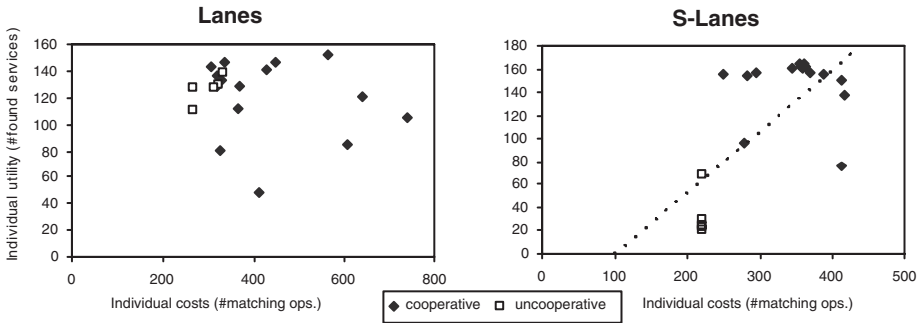 Lanes
S-Lanes
Individual utility (#found services)
160
140
120
100
80
60
40
20
0
0 200 400 600 800
Individual costs (#matching ops.)
180
160
140
120
100
80
60
40
20
0
0 100 200 300 400 500
Individual costs (#matching ops.)
cooperative uncooperative